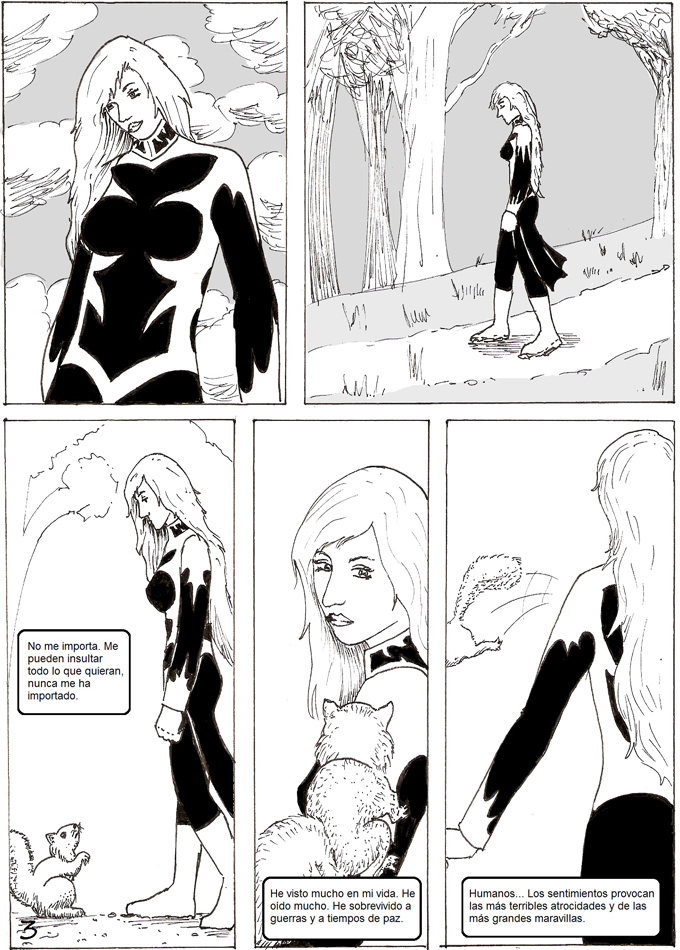 No me importa. Me
pueden insultar
todo lo que quieran,
nunca me ha
importado.
He visto mucho en mi vida. He
oído mucho. He sobrevivido a
guerras y a tiempos de paz.
Humanos... Los sentimientos provocan
las más terribles atrocidades y de las
más grandes maravillas.
3